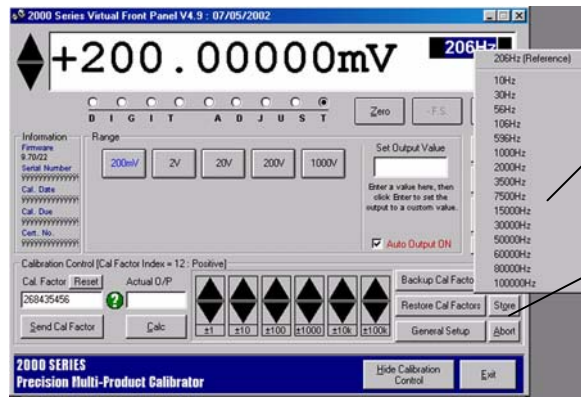 2000 Series Virtual Front Panel V4.9 : 07/05/2002
+200.00000mV
206Hz
206Hz (Reference)
10Hz
30Hz
56Hz
106Hz
596Hz
1000Hz
2000Hz
3500Hz
7500Hz
15000Hz
30000Hz
50000Hz
60000Hz
80000Hz
100000Hz
DIGIT ADJUST
Zero
- F.S.
Information
Firmware
9.70/22
Serial Number
Cal. Date
Cal. Due
Cert. No.
Range
200mV
2V
20V
200V
1000V
Set Output Value
Enter a value here, then
click Enter to set the
output to a custom value.
Auto Output ON
Calibration Control [Cal Factor Index = 12 : Positive]
Cal. Factor
Reset
Actual O/P
268435456
Send Cal Factor
Calc
±1
±10
±100
±1000
±10k
±100k
Backup Cal Facto
Restore Cal Factors
Store
General Setup
Abort
2000 SERIES
Precision Multi-Product Calibrator
Hide Calibration
Control
Exit